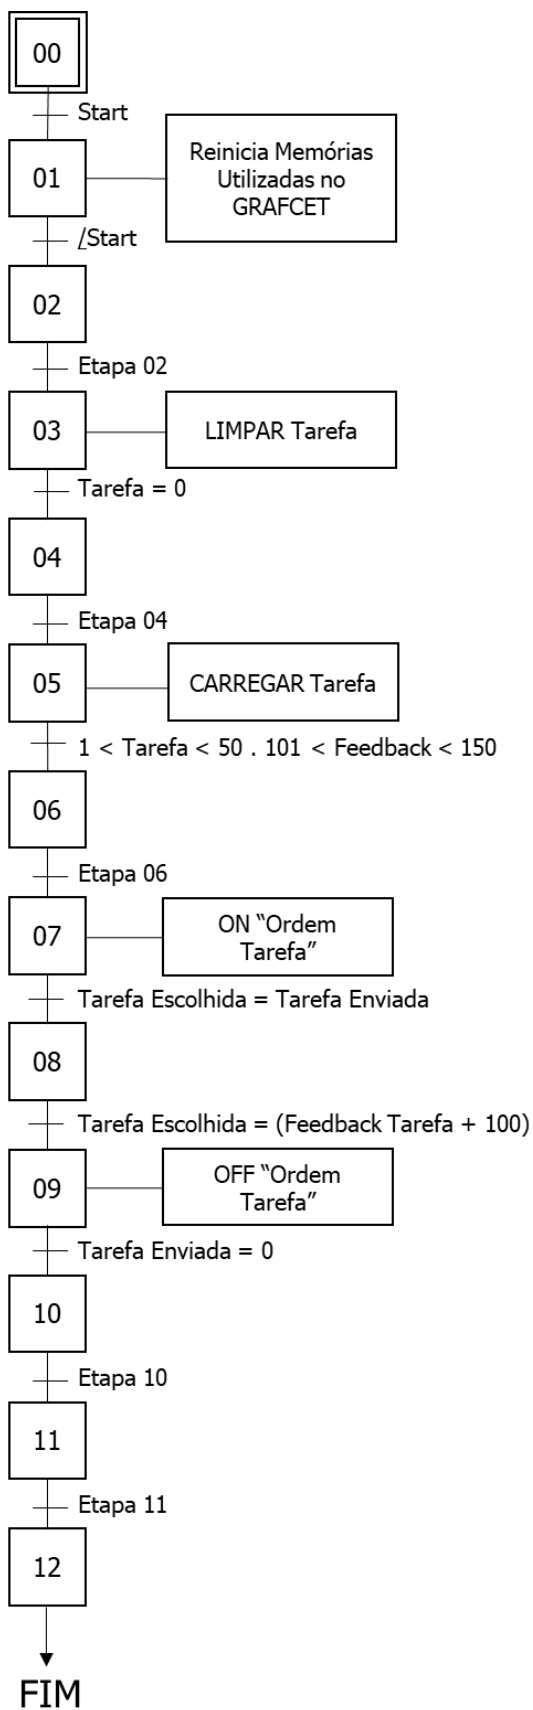 00
Start
01
Reinicia Memórias
Utilizadas no
GRAFCET
/Start
02
Etapa 02
03
LIMPAR Tarefa
Tarefa = 0
04
Etapa 04
05
CARREGAR Tarefa
1 < Tarefa < 50 . 101 < Feedback < 150
06
Etapa 06
07
ON “Ordem
Tarefa”
Tarefa Escolhida = Tarefa Enviada
08
Tarefa Escolhida = (Feedback Tarefa + 100)
09
OFF “Ordem
Tarefa”
Tarefa Enviada = 0
10
Etapa 10
11
Etapa 11
12
FIM